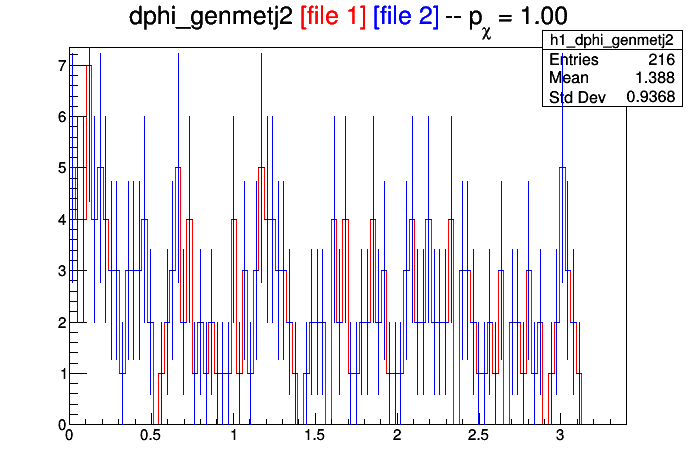 dphi_genmetj2 [file 1] [file 2] -- pχ = 1.00
h1_dphi_genmetj2
Entries 216
Mean 1.388
Std Dev 0.9368
7
6
5
4
3
2
1
0
0 0.5 1 1.5 2 2.5 3